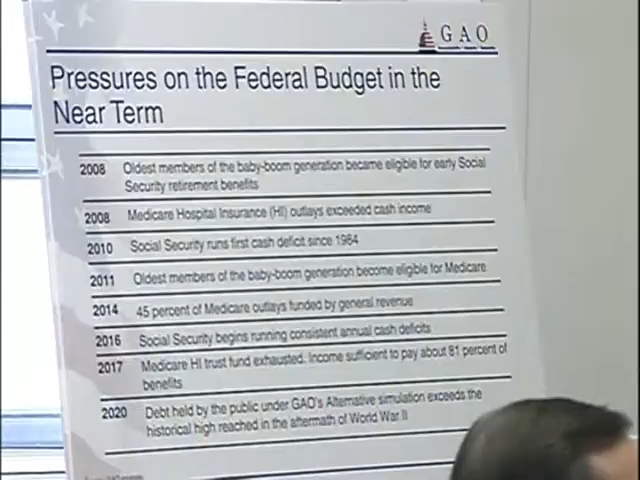 GAO
Pressures on the Federal Budget in the
Near Term
2008 Oldest members of the baby-boom generation became eligible for early Social
Security retirement benefits
2008 Medicare Hospital Insurance (HI) outlays exceeded cash income
2010 Social Security runs first cash deficit since 1984
2011 Oldest members of the baby-boom generation become eligible for Medicare
2014 45 percent of Medicare outlays funded by general revenue
2016 Social Security begins running consistent annual cash deficits
2017 Medicare HI trust fund exhausted. Income sufficient to pay about 81 percent of
benefits
2020 Debt held by the public under GAO's Alternative simulation exceeds the
historical high reached in the aftermath of World War II